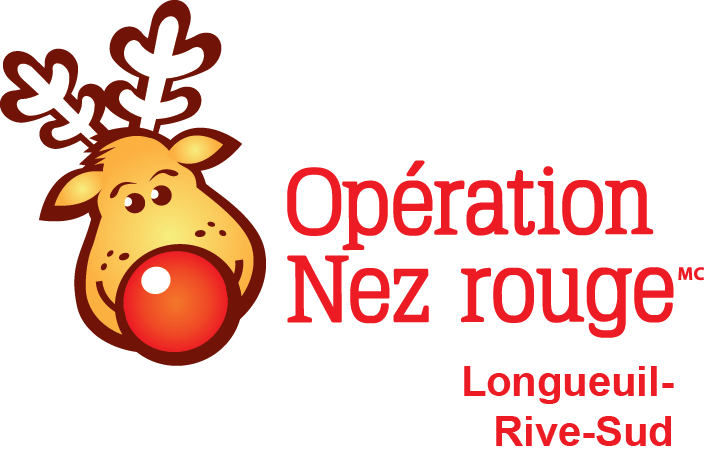 Opération
Nez rouge MC
Longueuil-
Rive-Sud